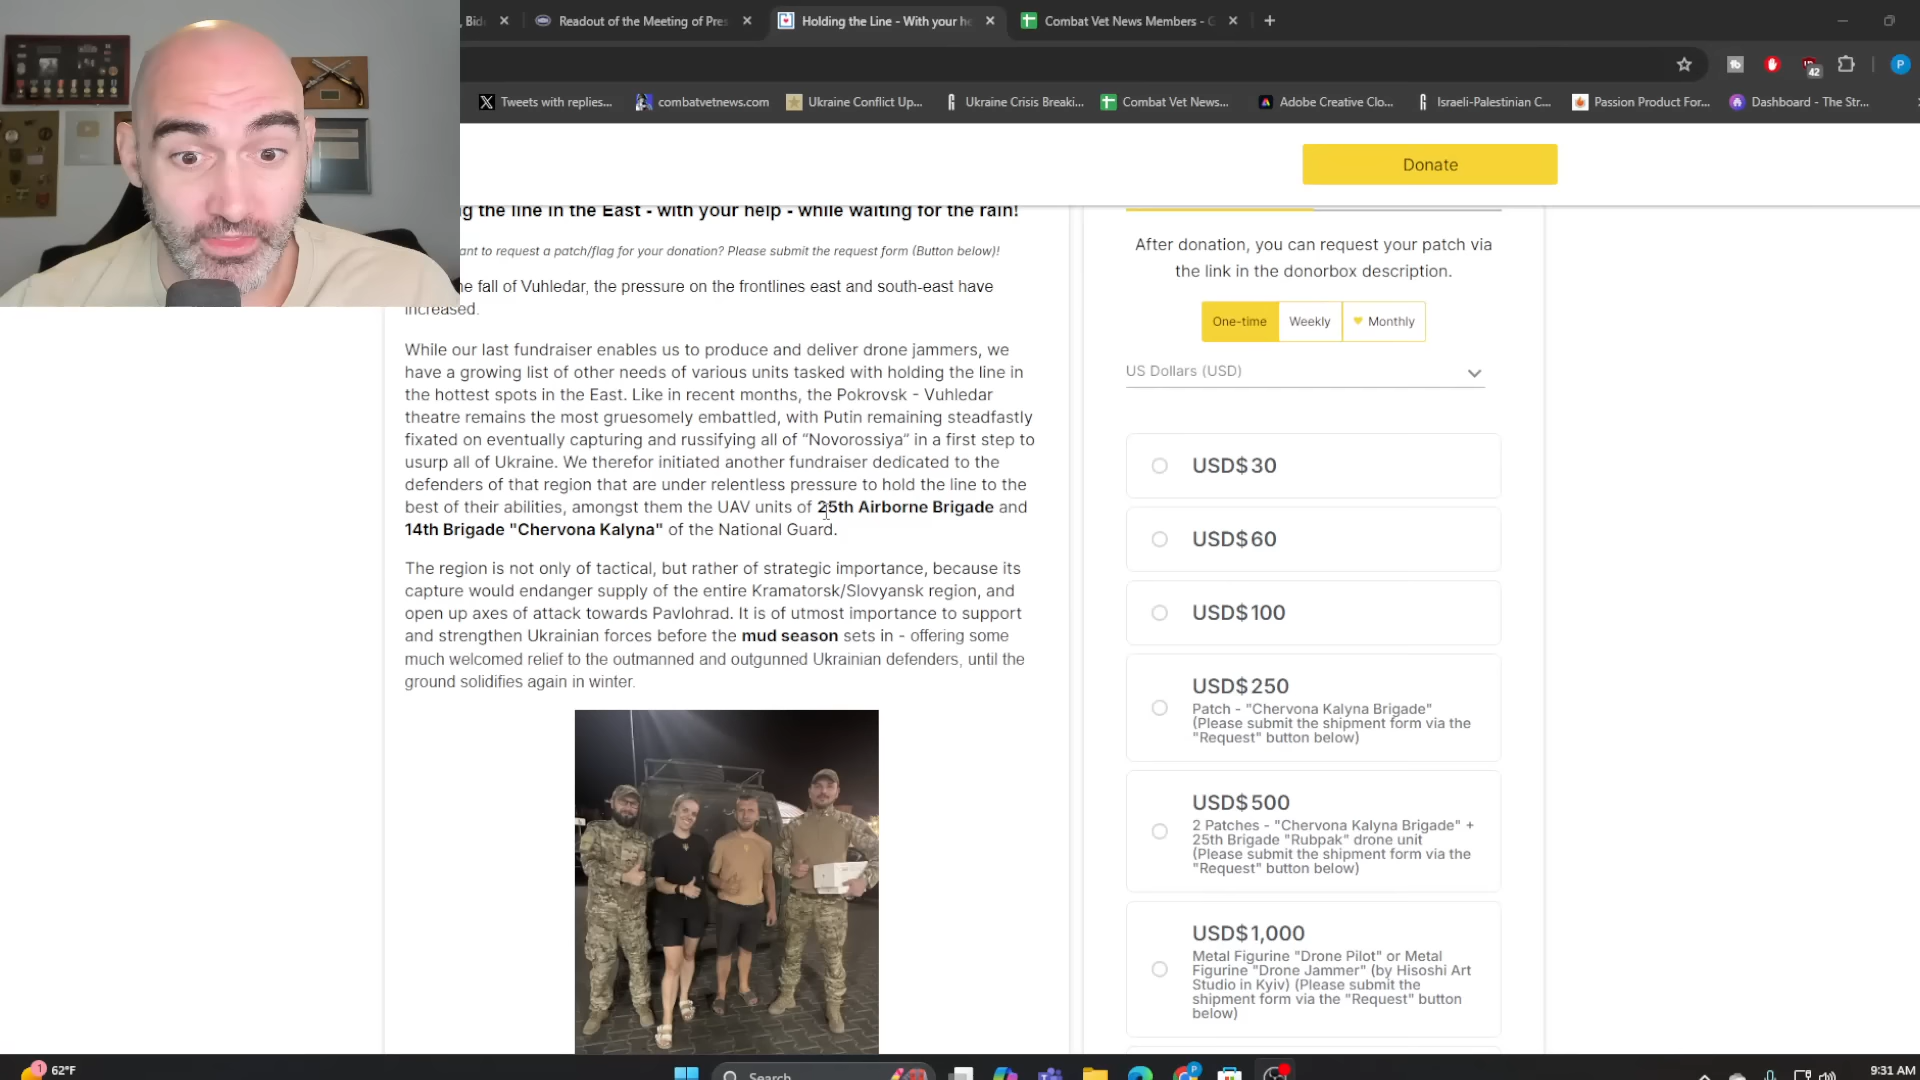 , Bid
Readout of the Meeting of Pres
Holding the Line - With your he
Combat Vet News Members - G
42
P
Tweets with replies...
combatvetnews.com
Ukraine Conflict Up...
Ukraine Crisis Breaki...
Combat Vet News...
Adobe Creative Clo...
Israeli-Palestinian C...
Passion Product For...
Dashboard - The Str...
Donate
g the line in the East - with your help - while waiting for the rain!
ant to request a patch/flag for your donation? Please submit the request form (Button below)!
he fall of Vuhledar, the pressure on the frontlines east and south-east have
increased.
While our last fundraiser enables us to produce and deliver drone jammers, we
have a growing list of other needs of various units tasked with holding the line in
the hottest spots in the East. Like in recent months, the Pokrovsk - Vuhledar
theatre remains the most gruesomely embattled, with Putin remaining steadfastly
fixated on eventually capturing and russifying all of “Novorossiya“ in a first step to
usurp all of Ukraine. We therefor initiated another fundraiser dedicated to the
defenders of that region that are under relentless pressure to hold the line to the
best of their abilities, amongst them the UAV units of 25th Airborne Brigade and
14th Brigade "Chervona Kalyna" of the National Guard.
The region is not only of tactical, but rather of strategic importance, because its
capture would endanger supply of the entire Kramatorsk/Slovyansk region, and
open up axes of attack towards Pavlohrad. It is of utmost importance to support
and strengthen Ukrainian forces before the mud season sets in - offering some
much welcomed relief to the outmanned and outgunned Ukrainian defenders, until the
ground solidifies again in winter.
After donation, you can request your patch via
the link in the donorbox description.
One-time
Weekly
Monthly
US Dollars (USD)
USD$30
USD$60
USD$100
USD$250
Patch - "Chervona Kalyna Brigade"
(Please submit the shipment form via the
"Request" button below)
USD$500
2 Patches - "Chervona Kalyna Brigade" +
25th Brigade "Rubpak" drone unit
(Please submit the shipment form via the
"Request" button below)
USD$1,000
Metal Figurine "Drone Pilot" or Metal
Figurine "Drone Jammer" (by Hisoshi Art
Studio in Kyiv) (Please submit the
shipment form via the "Request" button
below)
1
62°F
Search
9:31 AM